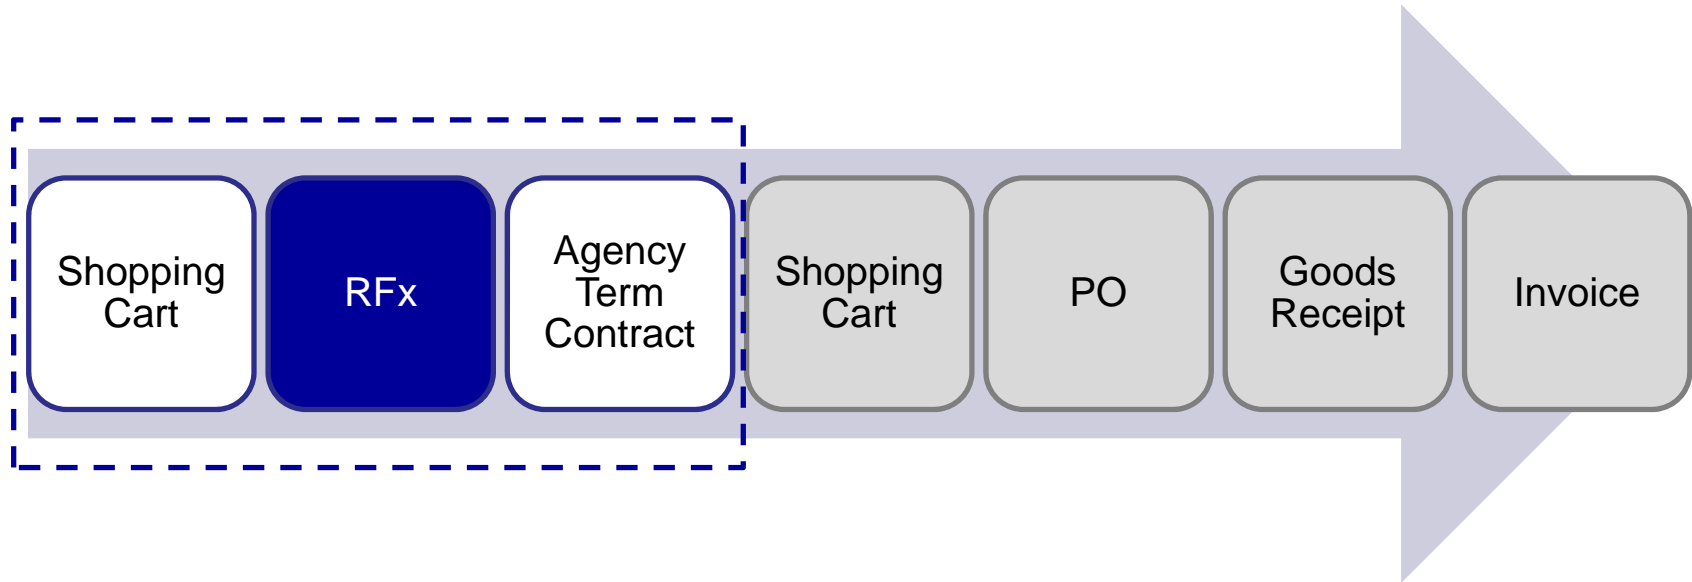 Shopping
Cart
RFx
Agency
Term
Contract
Shopping
Cart
PO
Goods
Receipt
Invoice